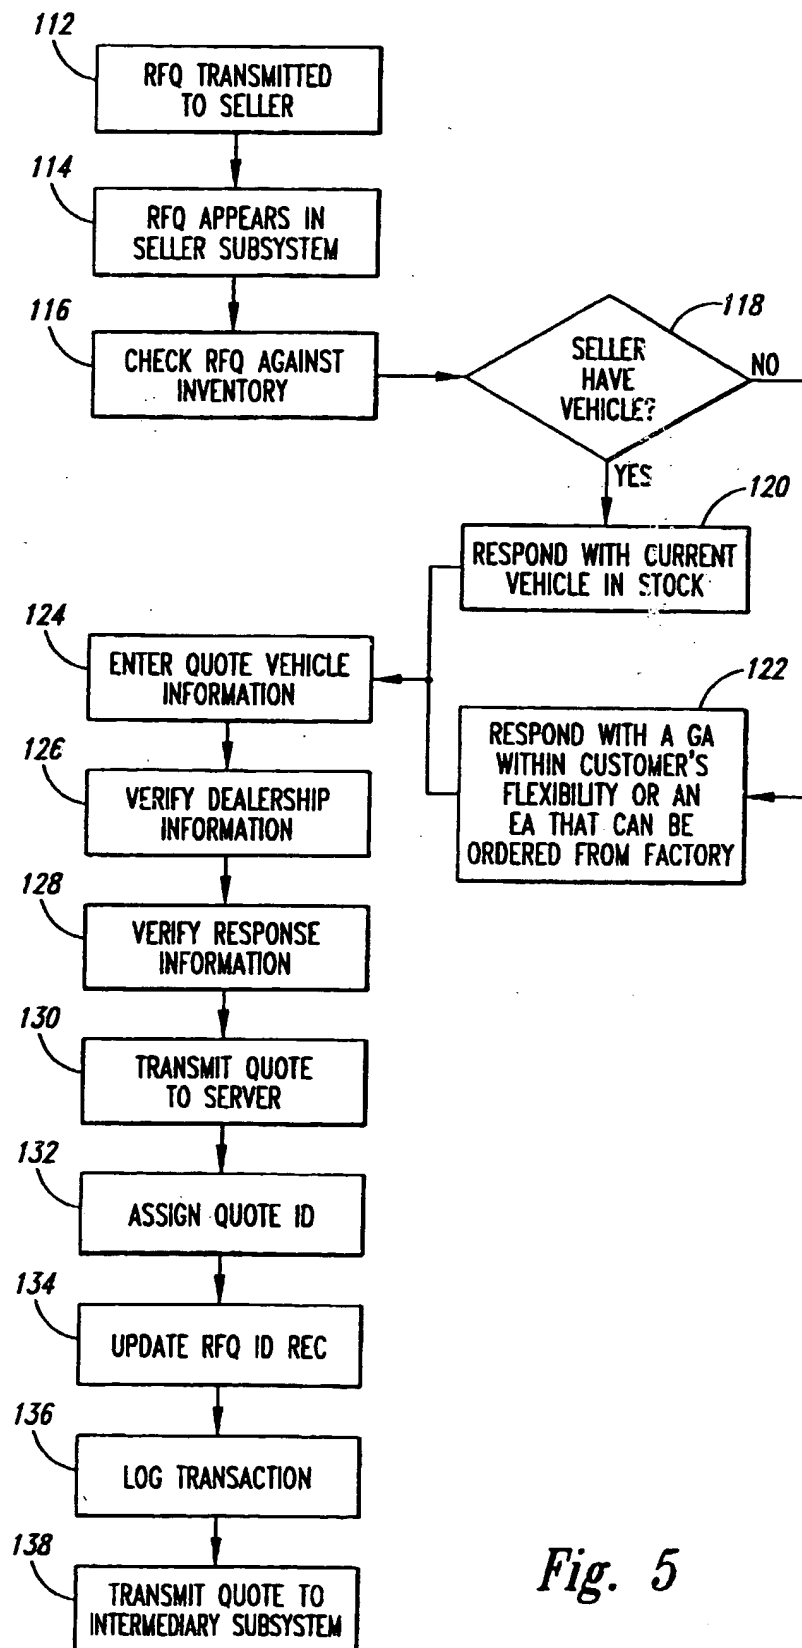 112
RFQ TRANSMITTED
TO SELLER
114
RFQ APPEARS IN
SELLER SUBSYSTEM
116
CHECK RFQ AGAINST
INVENTORY
118
SELLER
HAVE
VEHICLE?
NO
YES
120
RESPOND WITH CURRENT
VEHICLE IN STOCK
122
RESPOND WITH A GA
WITHIN CUSTOMER'S
FLEXIBILITY OR AN
EA THAT CAN BE
ORDERED FROM FACTORY
124
ENTER QUOTE VEHICLE
INFORMATION
126
VERIFY DEALERSHIP
INFORMATION
128
VERIFY RESPONSE
INFORMATION
130
TRANSMIT QUOTE
TO SERVER
132
ASSIGN QUOTE ID
134
UPDATE RFQ ID REC
136
LOG TRANSACTION
138
TRANSMIT QUOTE TO
INTERMEDIARY SUBSYSTEM
Fig. 5